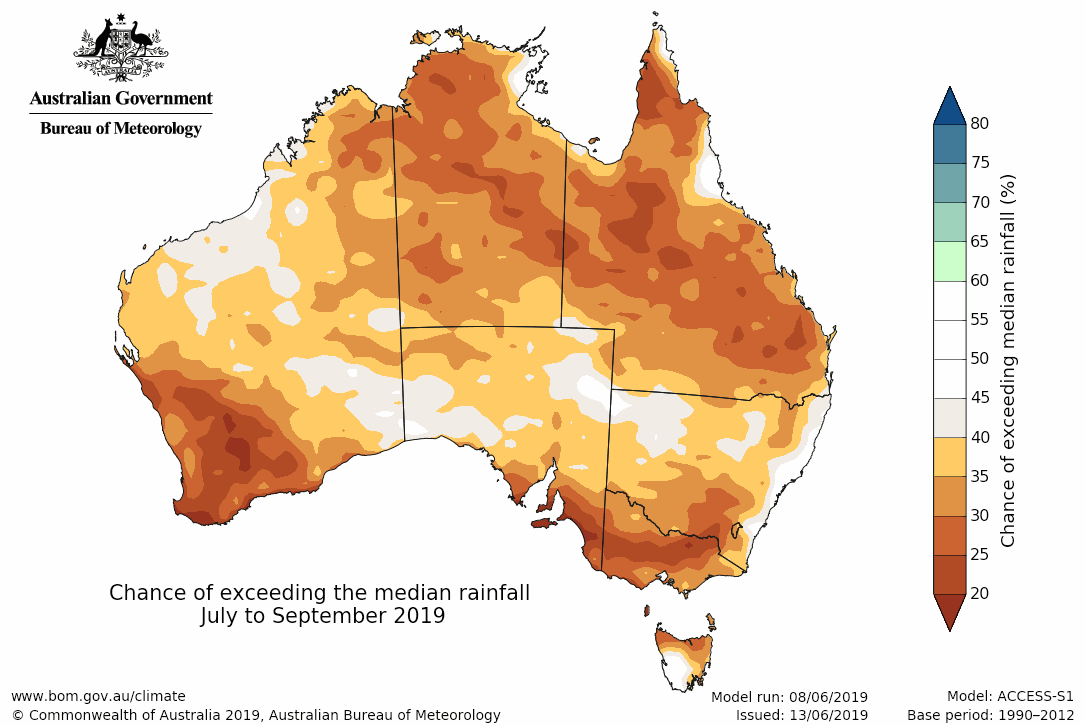 Australian Government
Bureau of Meteorology
80
75
70
65
60
55
50
45
40
35
30
25
20
Chance of exceeding median rainfall (%)
Chance of exceeding the median rainfall
July to September 2019
www.bom.gov.au/climate
© Commonwealth of Australia 2019, Australian Bureau of Meteorology
Model run: 08/06/2019
Issued: 13/06/2019
Model: ACCESS-S1
Base period: 1990–2012